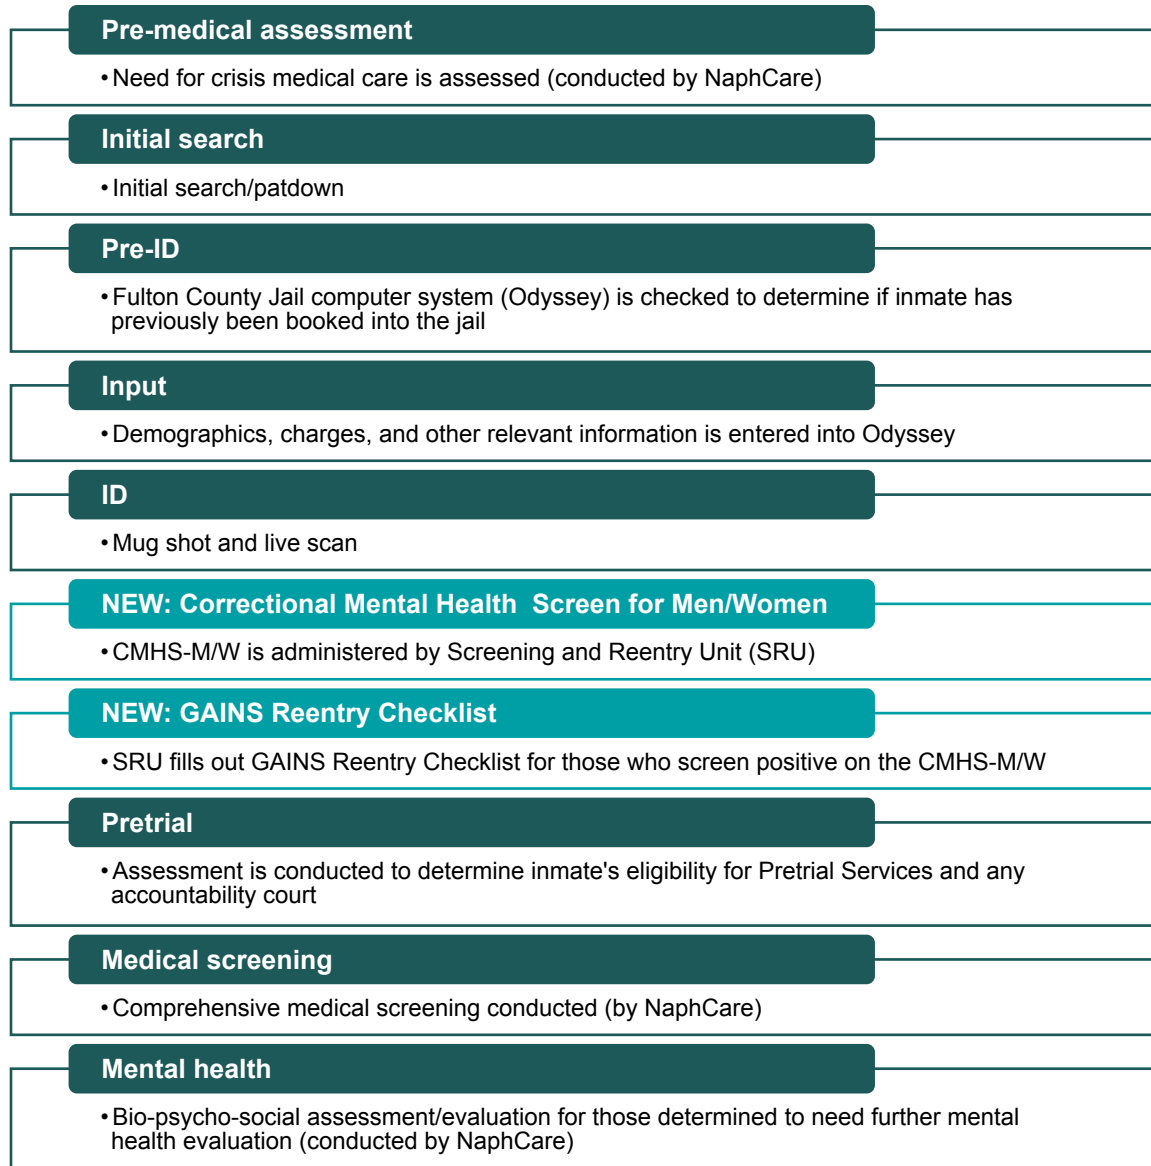 Pre-medical assessment
•Need for crisis medical care is assessed (conducted by NaphCare)
Initial search
•Initial search/patdown
Pre-ID
•Fulton County Jail computer system (Odyssey) is checked to determine if inmate has
previously been booked into the jail
Input
•Demographics, charges, and other relevant information is entered into Odyssey
ID
•Mug shot and live scan
NEW: Correctional Mental Health Screen for Men/Women
•CMHS-M/W is administered by Screening and Reentry Unit (SRU)
NEW: GAINS Reentry Checklist
•SRU fills out GAINS Reentry Checklist for those who screen positive on the CMHS-M/W
Pretrial
•Assessment is conducted to determine inmate's eligibility for Pretrial Services and any
accountability court
Medical screening
•Comprehensive medical screening conducted (by NaphCare)
Mental health
•Bio-psycho-social assessment/evaluation for those determined to need further mental
health evaluation (conducted by NaphCare)